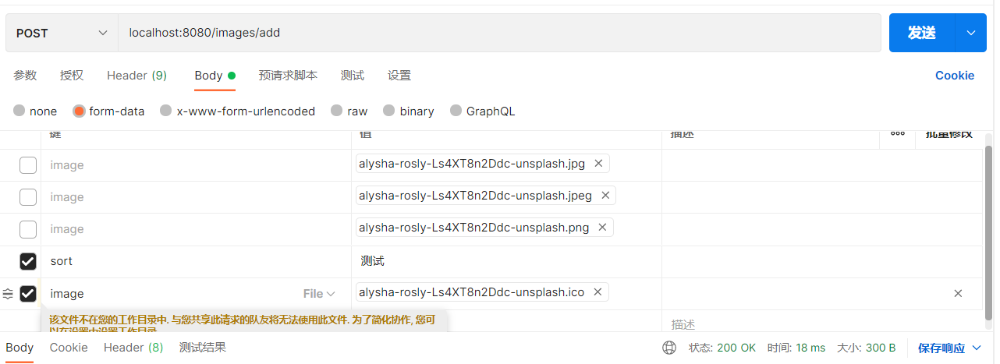 POST localhost:8080/images/add 发送
参数 授权 Header (9) Body 预请求脚本 测试 设置 Cookie
none form-data x-www-form-urlencoded raw binary GraphQL
键 值 描述 ooo 批量修改
image alysha-rosly-Ls4XT8n2Ddc-unsplash.jpg
image alysha-rosly-Ls4XT8n2Ddc-unsplash.jpeg
image alysha-rosly-Ls4XT8n2Ddc-unsplash.png
sort 测试
image File alysha-rosly-Ls4XT8n2Ddc-unsplash.ico
该文件不在您的工作目录中. 与您共享此请求的队友将无法使用此文件. 为了简化协作, 您可
以在设置中设置工作目录.
描述
Body Cookie Header (8) 测试结果 状态: 200 OK 时间: 18 ms 大小: 300 B 保存响应